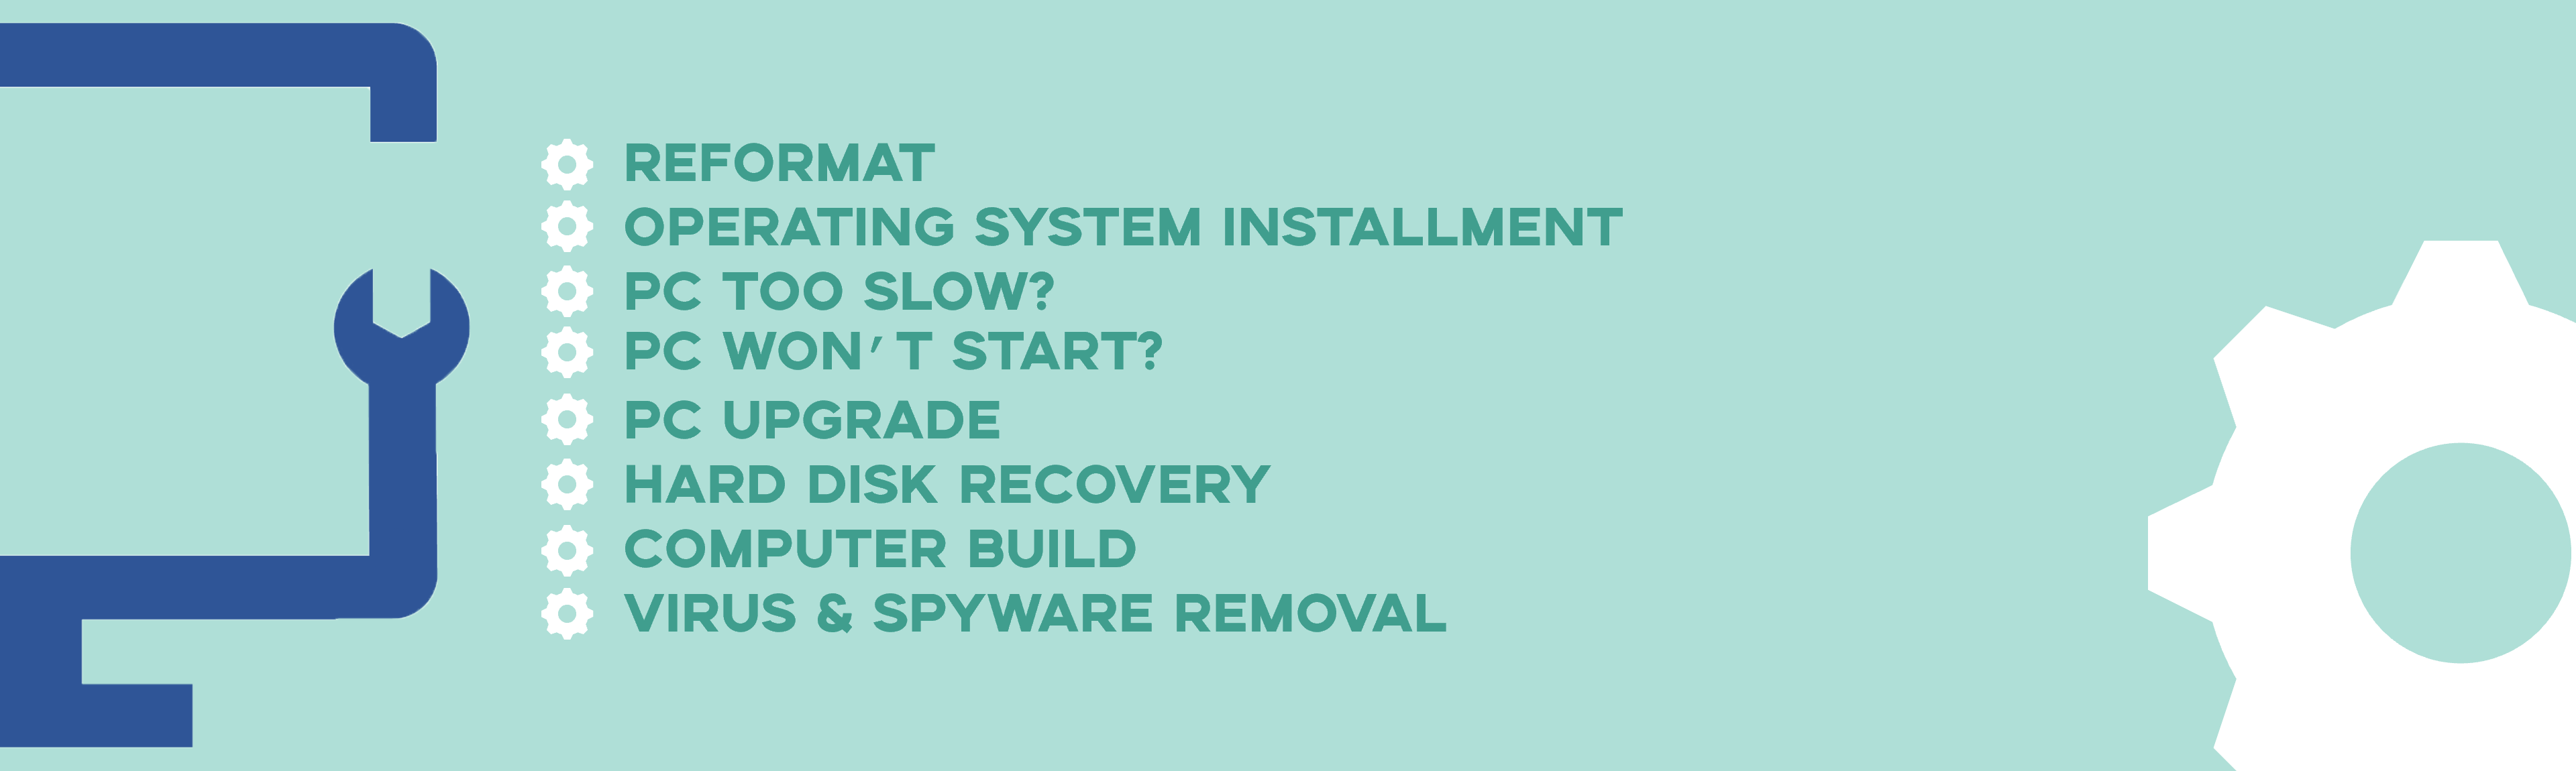 REFORMAT
OPERATING SYSTEM INSTALLMENT
PC TOO SLOW?
PC WON'T START?
PC UPGRADE
HARD DISK RECOVERY
COMPUTER BUILD
VIRUS & SPYWARE REMOVAL